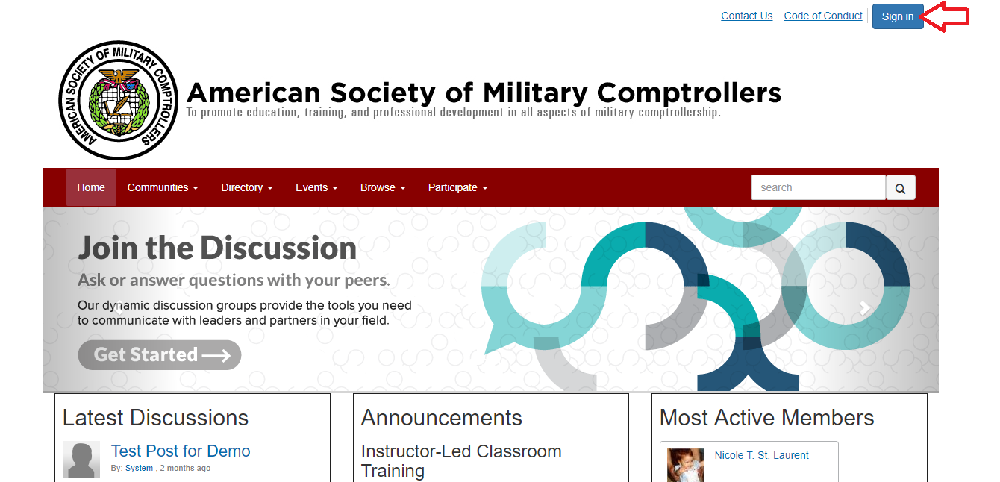 Contact Us
Code of Conduct
Sign in
AMERICAN SOCIETY OF MILITARY COMPTROLLERS
American Society of Military Comptrollers
To promote education, training, and professional development in all aspects of military comptrollership.
Home
Communities
Directory
Events
Browse
Participate
search
Join the Discussion
Ask or answer questions with your peers.
Our dynamic discussion groups provide the tools you need
to communicate with leaders and partners in your field.
Get Started
Latest Discussions
Test Post for Demo
By: System , 2 months ago
Announcements
Instructor-Led Classroom
Training
Most Active Members
Nicole T. St. Laurent